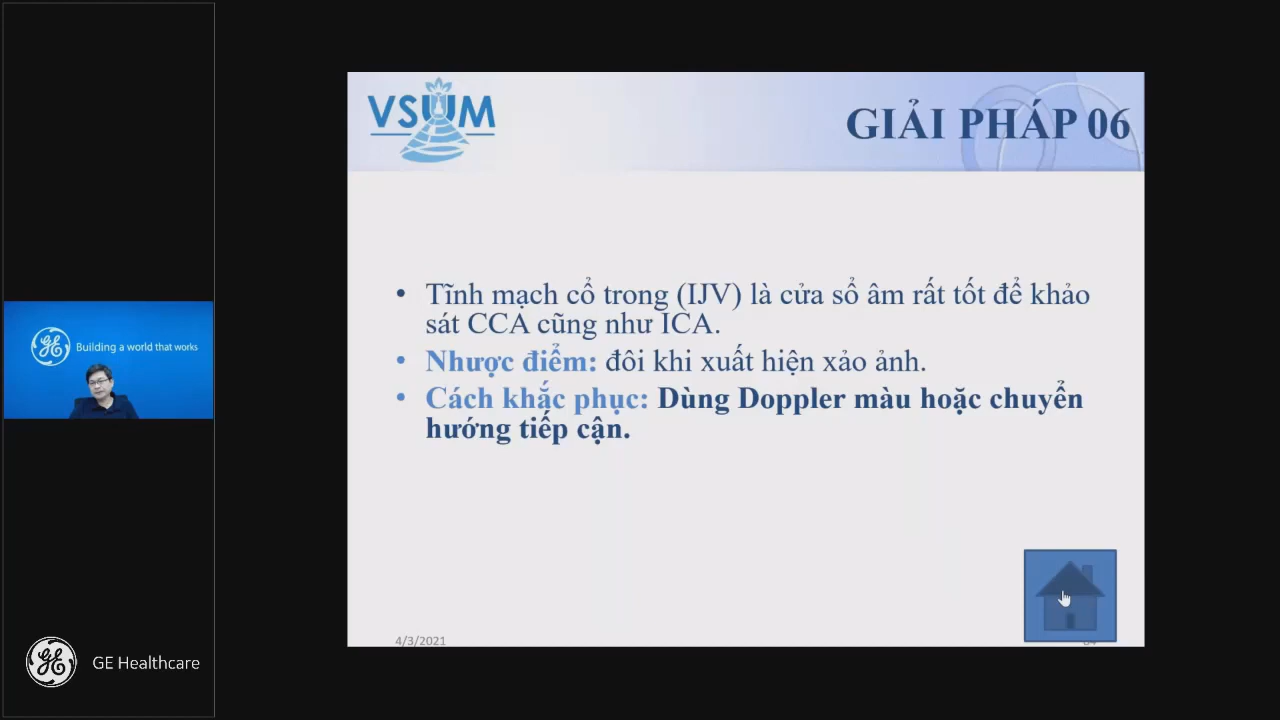 VSUM
GIẢI PHÁP 06
• Tĩnh mạch cổ trong (IJV) là cửa sổ âm rất tốt để khảo
sát CCA cũng như ICA.
• Nhược điểm: đôi khi xuất hiện xảo ảnh.
• Cách khắc phục: Dùng Doppler màu hoặc chuyển
hướng tiếp cận.
4/3/2021
GE Building a world that works
GE GE Healthcare